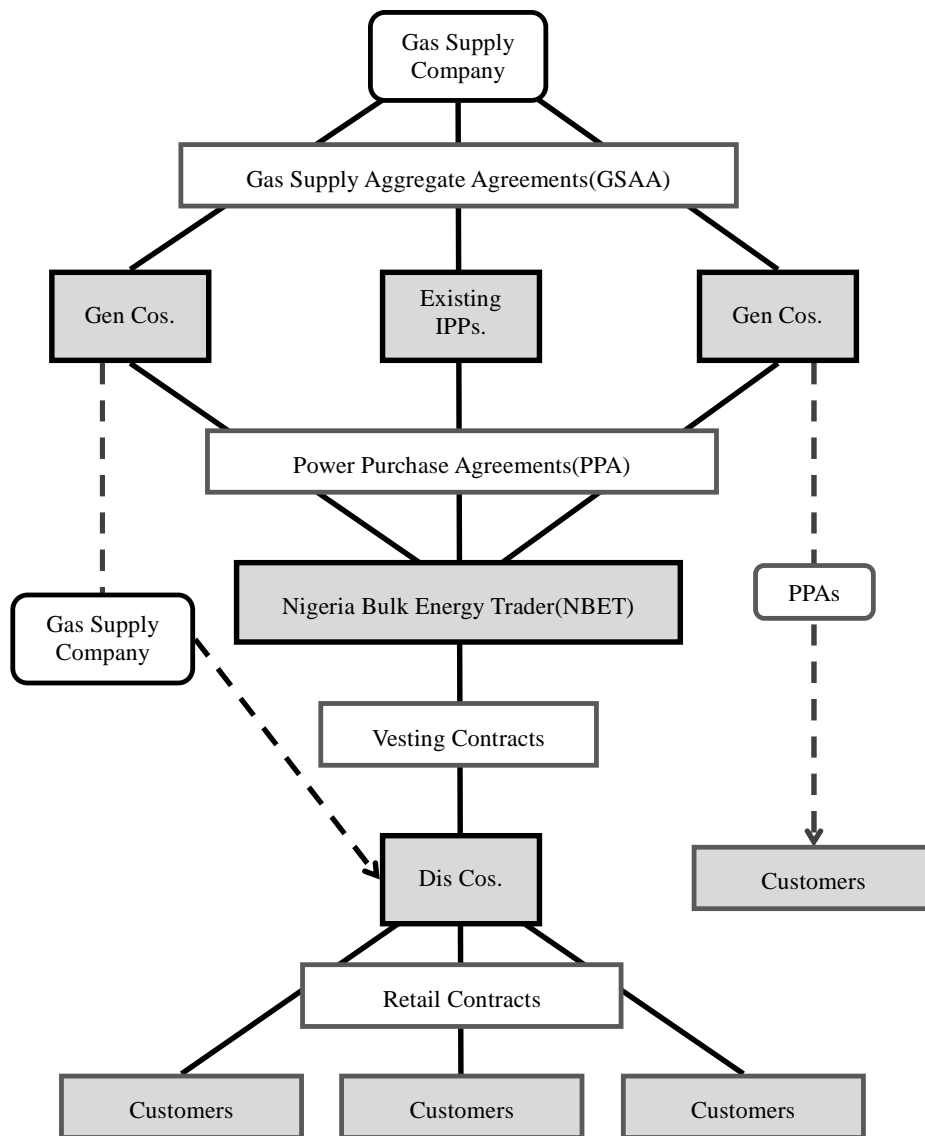 Gas Supply
Company
Gas Supply Aggregate Agreements(GSAA)
Gen Cos.
Existing
IPPs.
Gen Cos.
Power Purchase Agreements(PPA)
Nigeria Bulk Energy Trader(NBET)
PPAs
Gas Supply
Company
Vesting Contracts
Dis Cos.
Customers
Retail Contracts
Customers
Customers
Customers